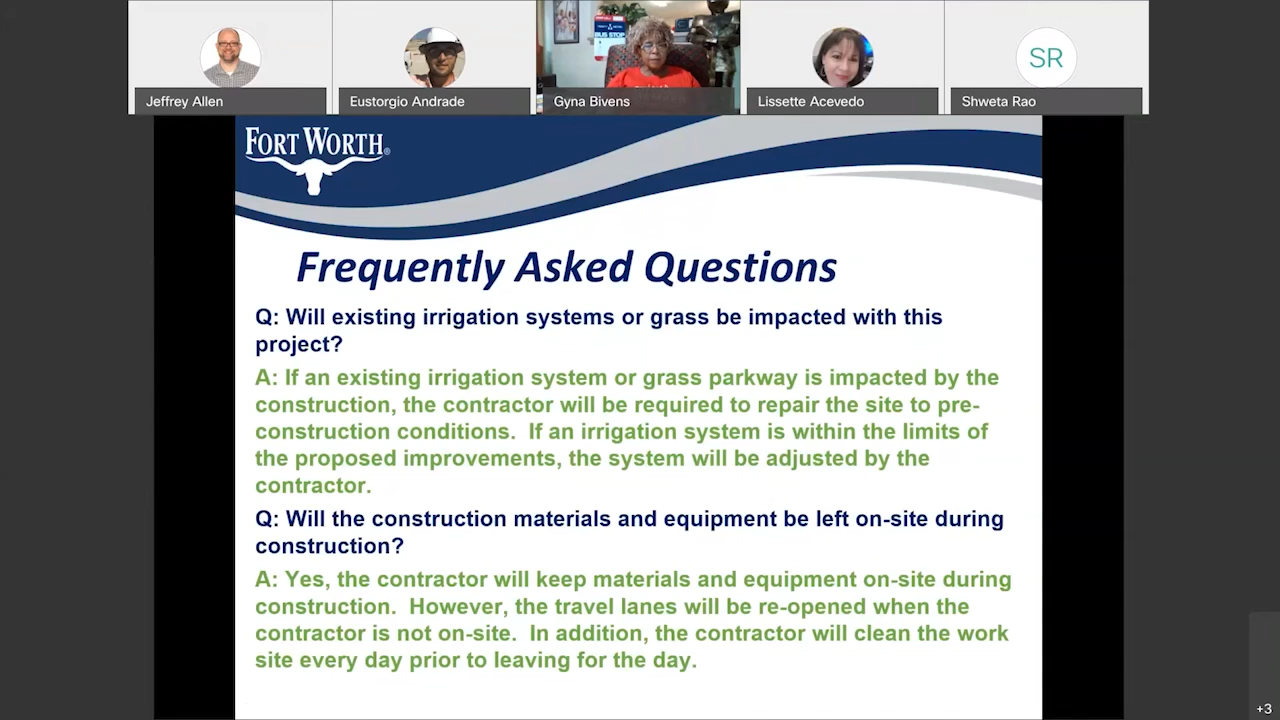 Jeffrey Allen
Eustorgio Andrade
BUS STOP
Gyna Bivens
Lissette Acevedo
SR
Shweta Rao
FORT WORTH®
Frequently Asked Questions
Q: Will existing irrigation systems or grass be impacted with this
project?
A: If an existing irrigation system or grass parkway is impacted by the
construction, the contractor will be required to repair the site to pre-
construction conditions.  If an irrigation system is within the limits of
the proposed improvements, the system will be adjusted by the
contractor.
Q: Will the construction materials and equipment be left on-site during
construction?
A: Yes, the contractor will keep materials and equipment on-site during
construction.  However, the travel lanes will be re-opened when the
contractor is not on-site.  In addition, the contractor will clean the work
site every day prior to leaving for the day.
+3